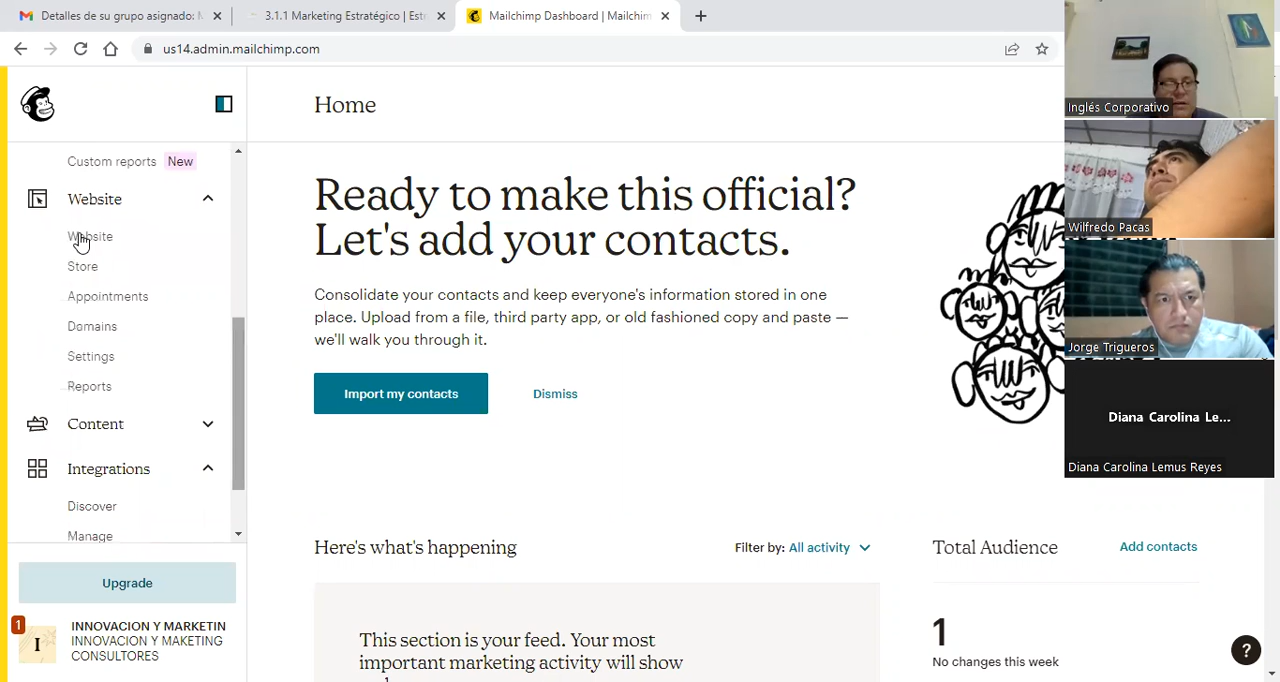 Detalles de su grupo asignado:
3.1.1 Marketing Estratégico | Est
Mailchimp Dashboard | Mailchim
us14.admin.mailchimp.com
Home
Custom reports New
Website
Website
Store
Appointments
Domains
Settings
Reports
Content
Integrations
Discover
Manage
Upgrade
1
I
INNOVACION Y MARKETIN
INNOVACION Y MAKETING
CONSULTORES
Ready to make this official?
Let's add your contacts.
Consolidate your contacts and keep everyone's information stored in one
place. Upload from a file, third party app, or old fashioned copy and paste —
we'll walk you through it.
Import my contacts
Dismiss
Here's what's happening
Filter by: All activity
Total Audience
Add contacts
This section is your feed. Your most
important marketing activity will show
1
No changes this week
?
Inglés Corporativo
Wilfredo Pacas
Jorge Trigueros
Diana Carolina Le...
Diana Carolina Lemus Reyes